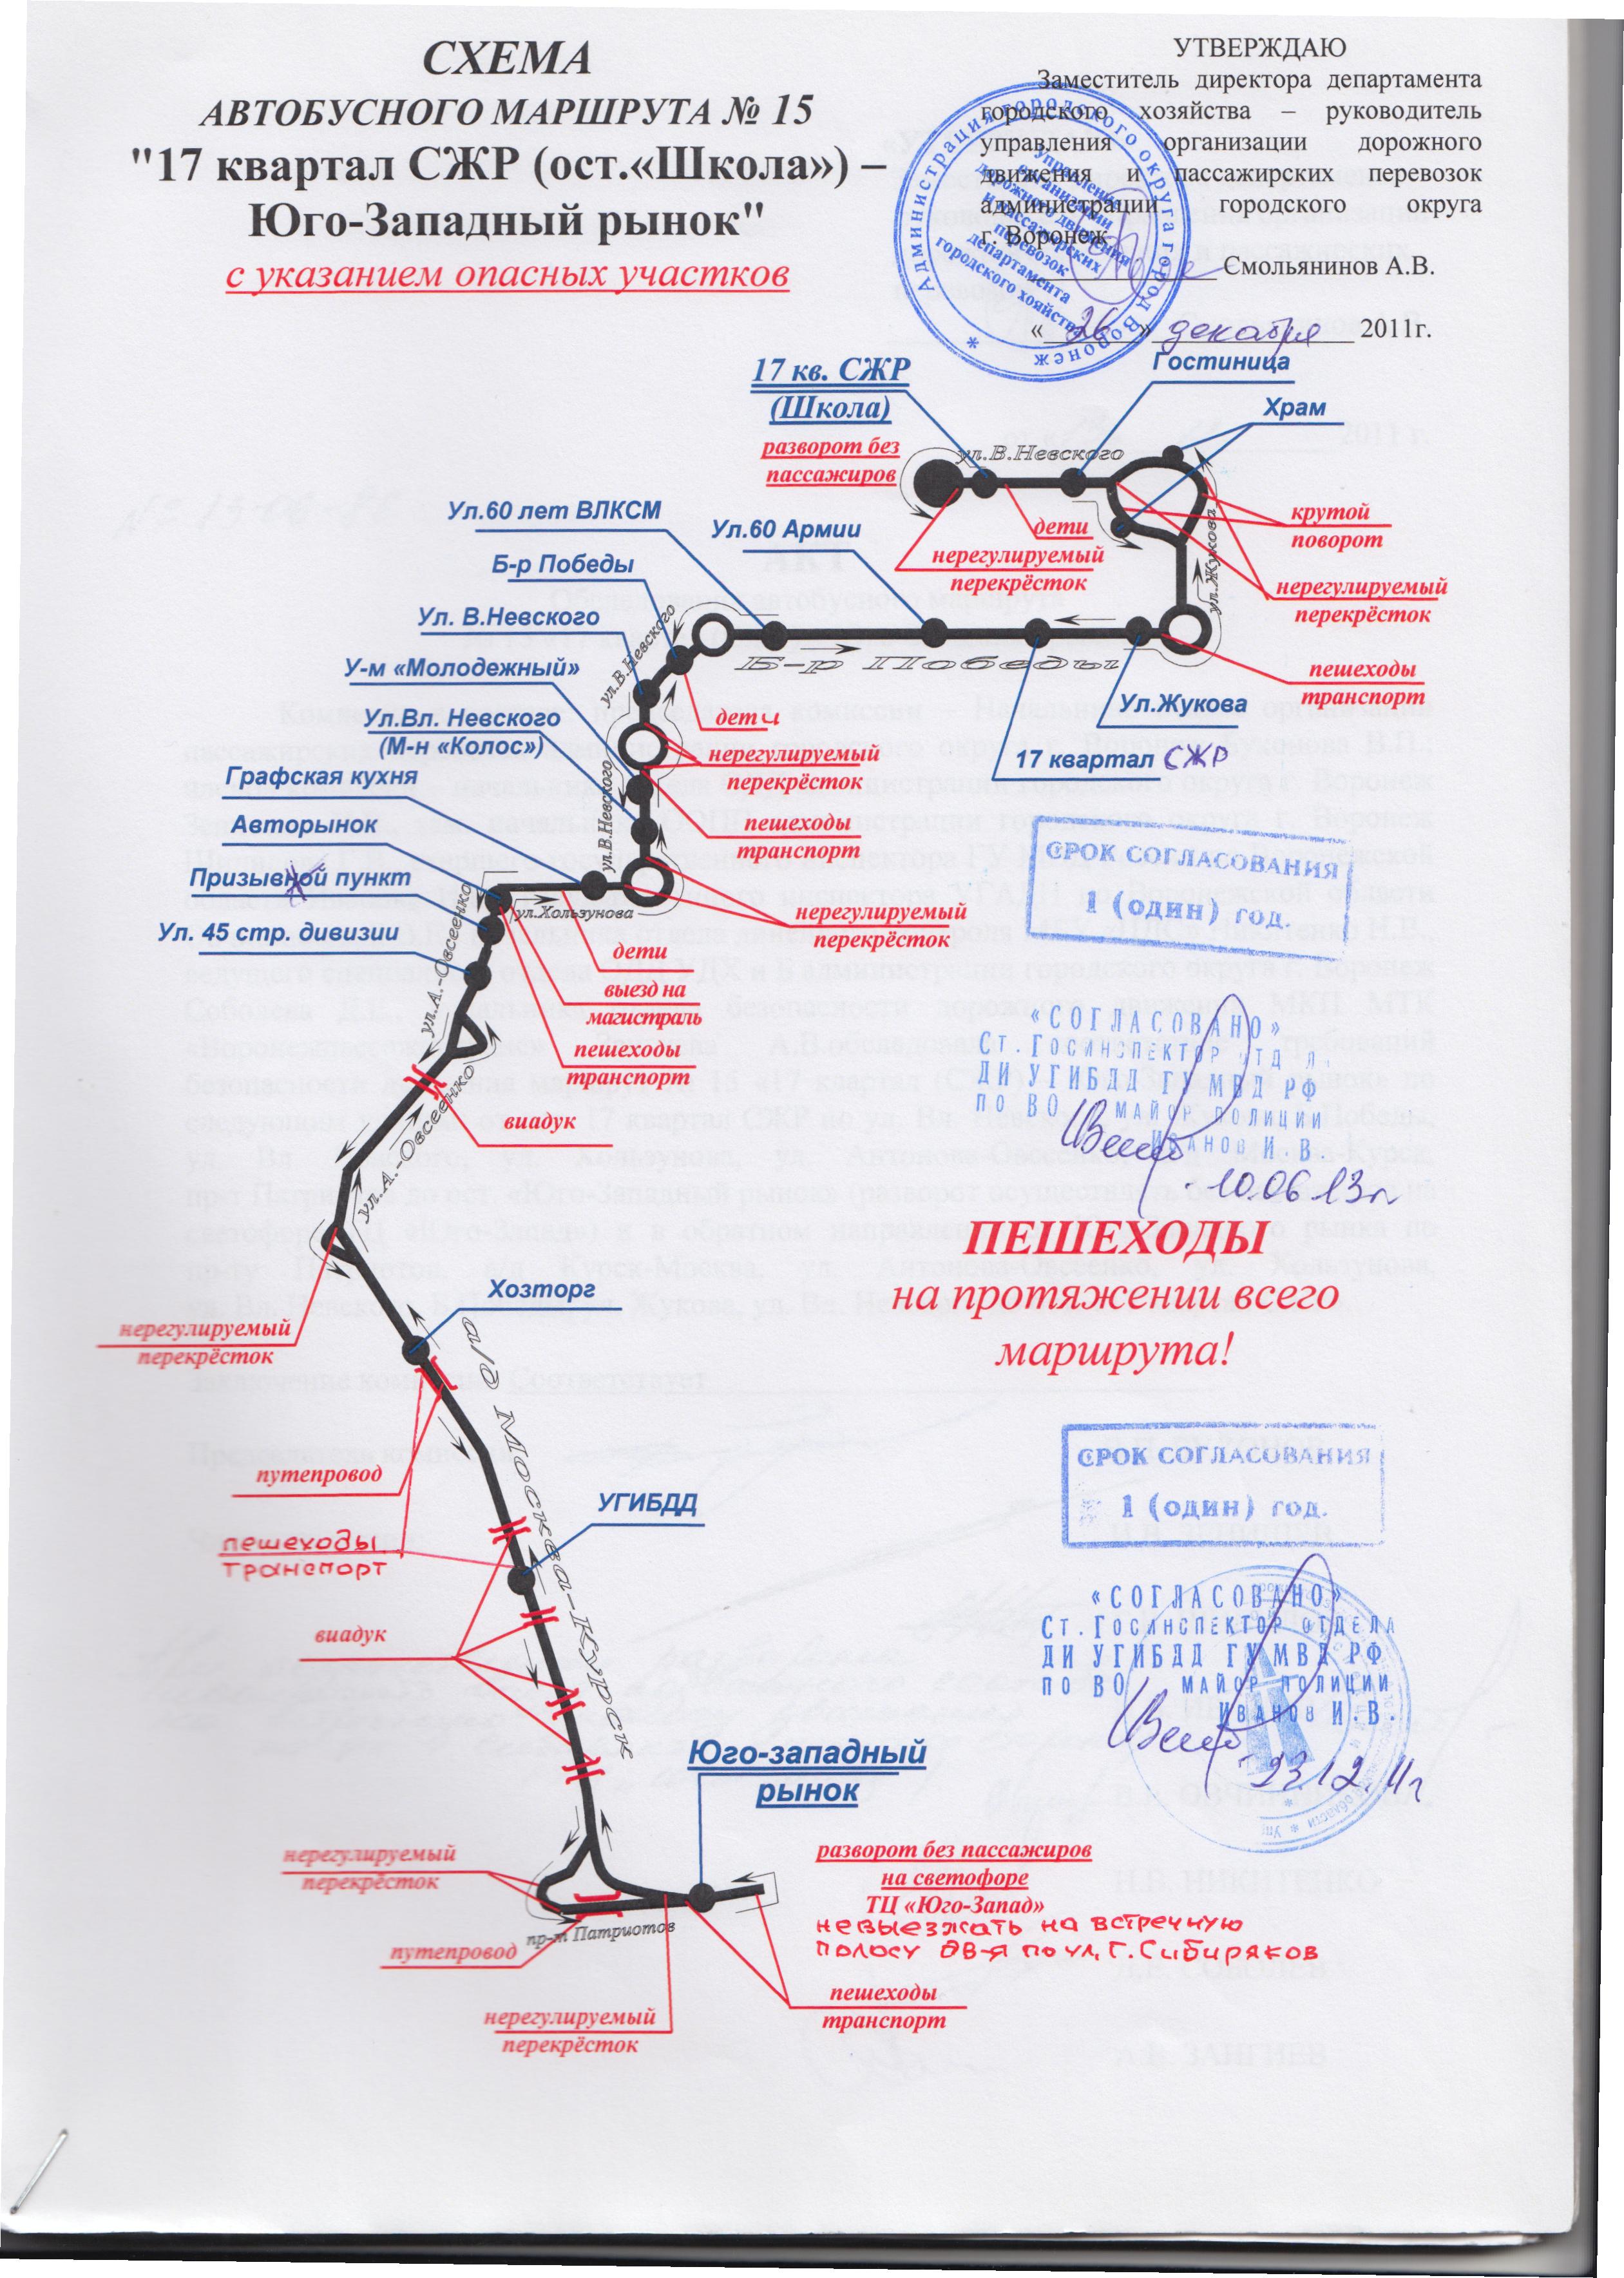 СХЕМА
АВТОБУСНОГО МАРШРУТА № 15
"17 квартал СЖР (ост.«Школа») –
Юго-Западный рынок"
с указанием опасных участков
УТВЕРЖДАЮ
Заместитель директора департамента
городского хозяйства – руководитель
управления организации дорожного
движения и пассажирских перевозок
администрации городского округа
г. Воронеж
Смольянинов А.В.
« 26 » декабря 2011г.
Администрация городского округа город Воронеж *
Управление
организации
дорожного движения
и пассажирских
перевозок
департамента
городского хояйства
17 кв. СЖР
(Школа)
разворот без
пассажиров
Гостиница
Храм
ул.В.Невского
крутой
поворот
дети
нерегулируемый
перекрёсток
нерегулируемый
перекрёсток
ул.Жукова
Ул.60 лет ВЛКСМ
Ул.60 Армии
Б-р Победы
Ул. В.Невского
ул.В.Невского
Б-р Победы
пешеходы
транспорт
У-м «Молодежный»
Ул.Жукова
Ул.Вл. Невского
(М-н «Колос»)
дети
нерегулируемый
перекрёсток
17 квартал СЖР
Графская кухня
ул.В.Невского
Авторынок
пешеходы
транспорт
Призывной пункт
СРОК СОГЛАСОВАНИЯ
1 (один) год.
Ул. 45 стр. дивизии
ул.Хользунова
нерегулируемый
перекрёсток
ул.А.-Овсеенко
дети
выезд на
магистраль
пешеходы
транспорт
«СОГЛАСОВАНО»
Ст.Госинспектор отд
ДИ УГИБДД ГУ МВД РФ
по ВО майор полиции
Иванов И.В.
10.06.13г
виадук
ул.А.-Овсеенко
ПЕШЕХОДЫ
на протяжении всего
маршрута!
Хозторг
нерегулируемый
перекрёсток
а/д Москва-Курск
путепровод
СРОК СОГЛАСОВАНИЯ
1 (один) год.
УГИБДД
пешеходы
транспорт
виадук
«СОГЛАСОВАНО»
Ст.Госинспектор отдела
ДИ УГИБДД ГУ МВД РФ
по ВО майор полиции
Иванов И.В.
23.12.11г
Юго-западный
рынок
нерегулируемый
перекрёсток
разворот без пассажиров
на светофоре
ТЦ «Юго-Запад»
невыезжать на встречную
полосу дв-я по ул. Г.Сибиряков
пр-т Патриотов
путепровод
пешеходы
транспорт
нерегулируемый
перекрёсток